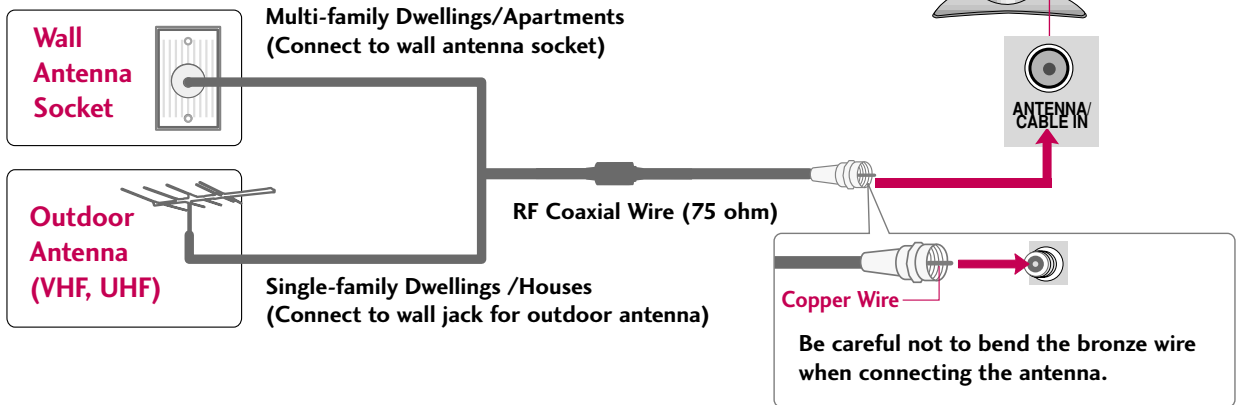 Multi-family Dwellings/Apartments
(Connect to wall antenna socket)
Wall
Antenna
Socket
ANTENNA/
CABLE IN
Outdoor
Antenna
(VHF, UHF)
RF Coaxial Wire (75 ohm)
Single-family Dwellings /Houses
(Connect to wall jack for outdoor antenna)
Copper Wire
Be careful not to bend the bronze wire
when connecting the antenna.